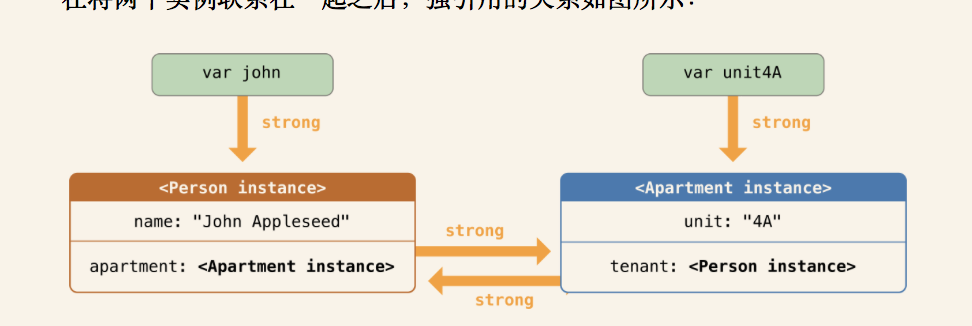 在将两个实例联系在一起之后，强引用的关系如图所示：
var john
var unit4A
strong
strong
<Person instance>
<Apartment instance>
name: "John Appleseed"
unit: "4A"
strong
apartment: <Apartment instance>
tenant: <Person instance>
strong